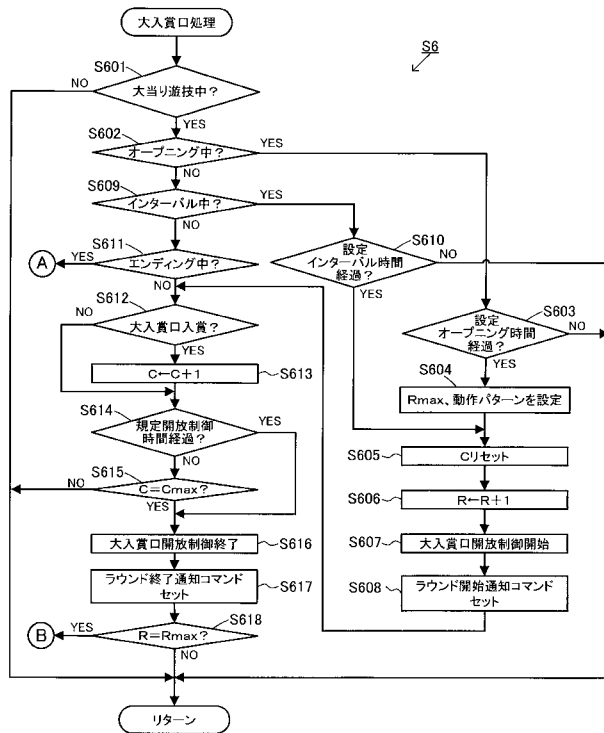 大入賞口処理
S6
S601
大当り遊技中？
NO
YES
S602
オープニング中？
YES
NO
S609
インターバル中？
YES
NO
S610
設定
インターバル時間
経過？
NO
YES
S611
エンディング中？
YES
A
NO
S603
設定
オープニング時間
経過？
NO
YES
S612
大入賞口入賞？
NO
YES
S604
Rmax、動作パターンを設定
C←C＋1
S613
S614
規定開放制御
時間経過？
YES
NO
S605
Cリセット
S615
C＝Cmax？
NO
YES
S606
R←R＋1
大入賞口開放制御終了
S616
S607
大入賞口開放制御開始
ラウンド終了通知コマンド
セット
S617
S608
ラウンド開始通知コマンド
セット
S618
R＝Rmax？
YES
B
NO
リターン